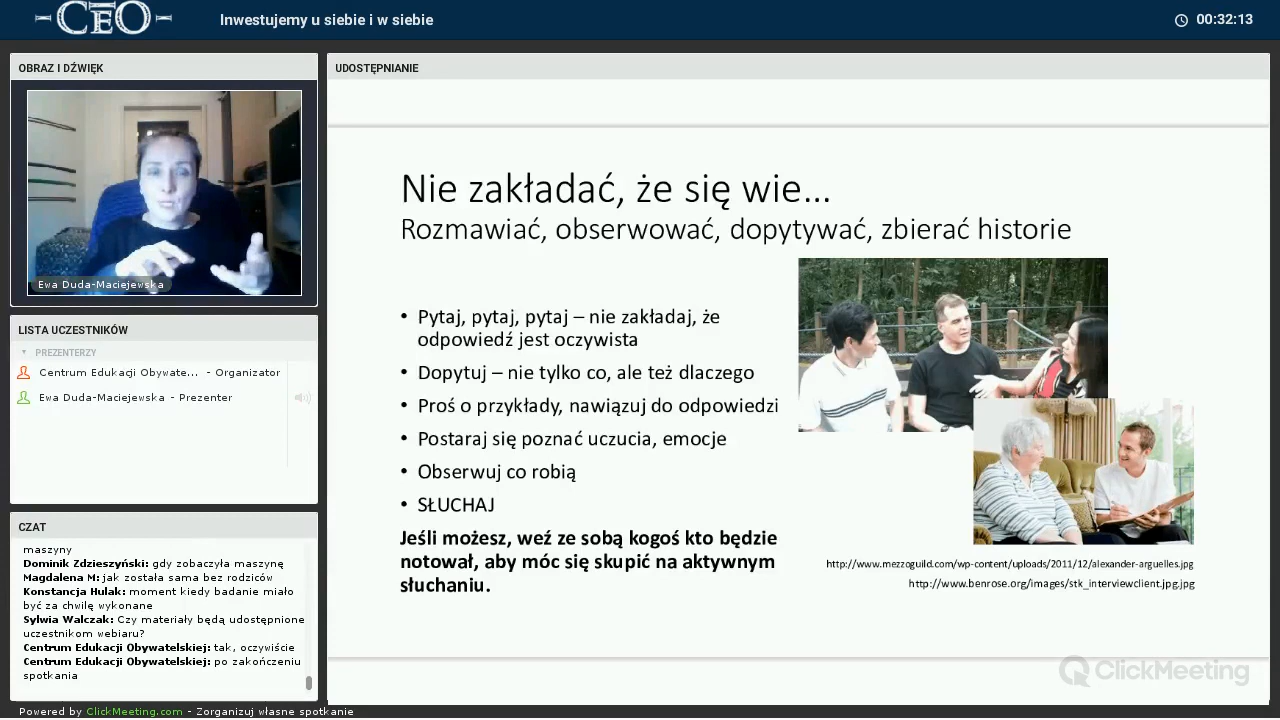 CEO
Inwestujemy u siebie i w siebie
00:32:13
OBRAZ I DŹWIĘK
Ewa Duda-Maciejewska
LISTA UCZESTNIKÓW
PREZENTERZY
Centrum Edukacji Obywate... - Organizator
Ewa Duda-Maciejewska - Prezenter
CZAT
maszyny
Dominik Zdzieszyński: gdy zobaczyła maszynę
Magdalena M: jak została sama bez rodziców
Konstancja Hulak: moment kiedy badanie miało
być za chwilę wykonane
Sylwia Walczak: Czy materiały będą udostępnione
uczestnikom webiaru?
Centrum Edukacji Obywatelskiej: tak, oczywiście
Centrum Edukacji Obywatelskiej: po zakończeniu
spotkania
UDOSTĘPNIANIE
Nie zakładać, że się wie...
Rozmawiać, obserwować, dopytywać, zbierać historie
• Pytaj, pytaj, pytaj – nie zakładaj, że
odpowiedź jest oczywista
• Dopytuj – nie tylko co, ale też dlaczego
• Proś o przykłady, nawiązuj do odpowiedzi
• Postaraj się poznać uczucia, emocje
• Obserwuj co robią
• SŁUCHAJ
Jeśli możesz, weź ze sobą kogoś kto będzie
notował, aby móc się skupić na aktywnym
słuchaniu.
http://www.mezzoguild.com/wp-content/uploads/2011/12/alexander-arguelles.jpg
http://www.benrose.org/images/stk_interviewclient.jpg.jpg
ClickMeeting
Powered by ClickMeeting.com - Zorganizuj własne spotkanie